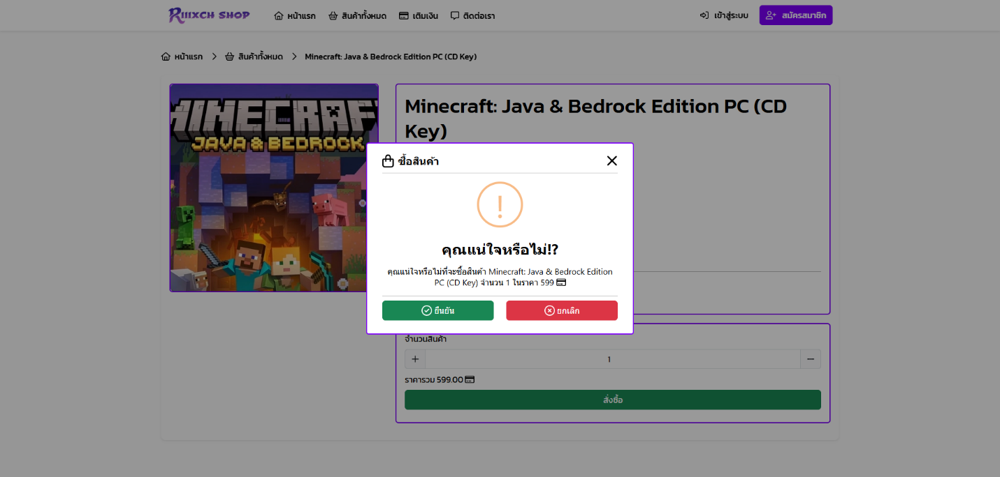 RIIIXCH SHOP
หน้าแรก
สินค้าทั้งหมด
เติมเงิน
ติดต่อเรา
เข้าสู่ระบบ
สมัครสมาชิก
หน้าแรก
สินค้าทั้งหมด
Minecraft: Java & Bedrock Edition PC (CD Key)
MINECRAFT
JAVA & BEDROCK
Minecraft: Java & Bedrock Edition PC (CD
Key)
ซื้อสินค้า
คุณแน่ใจหรือไม่!?
คุณแน่ใจหรือไม่ที่จะซื้อสินค้า Minecraft: Java & Bedrock Edition
PC (CD Key) จำนวน 1 ในราคา 599
ยืนยัน
ยกเลิก
จำนวนสินค้า
+ 1 −
ราคารวม 599.00
สั่งซื้อ